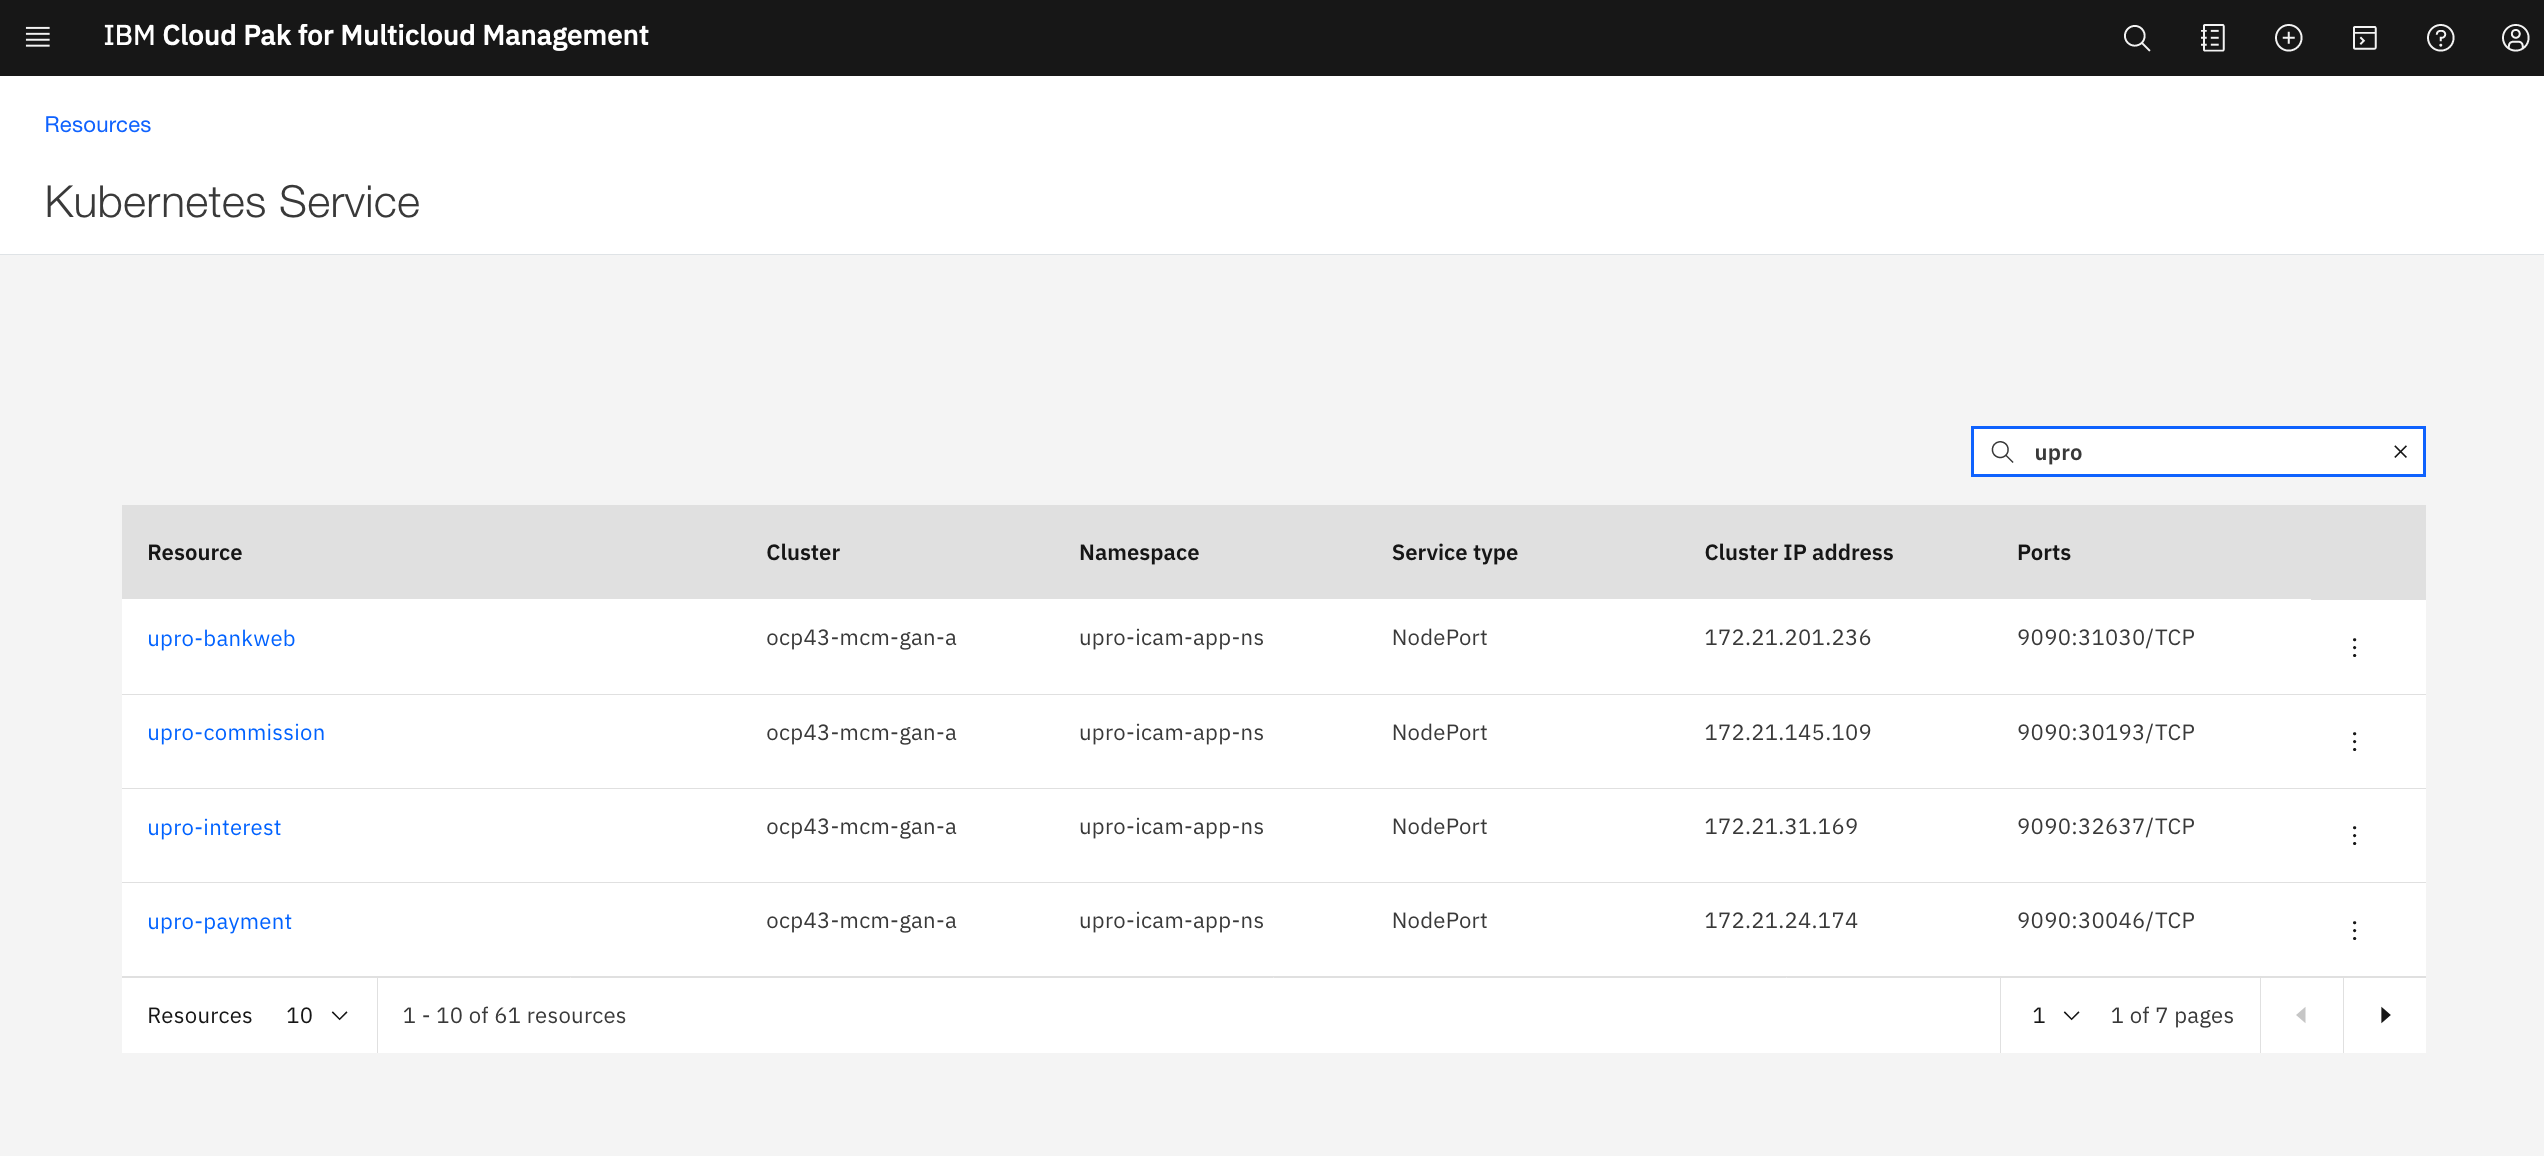 IBM Cloud Pak for Multicloud Management
Resources
Kubernetes Service
upro
Resource Cluster Namespace Service type Cluster IP address Ports
upro-bankweb ocp43-mcm-gan-a upro-icam-app-ns NodePort 172.21.201.236 9090:31030/TCP
upro-commission ocp43-mcm-gan-a upro-icam-app-ns NodePort 172.21.145.109 9090:30193/TCP
upro-interest ocp43-mcm-gan-a upro-icam-app-ns NodePort 172.21.31.169 9090:32637/TCP
upro-payment ocp43-mcm-gan-a upro-icam-app-ns NodePort 172.21.24.174 9090:30046/TCP
Resources 10 1 - 10 of 61 resources 1 1 of 7 pages